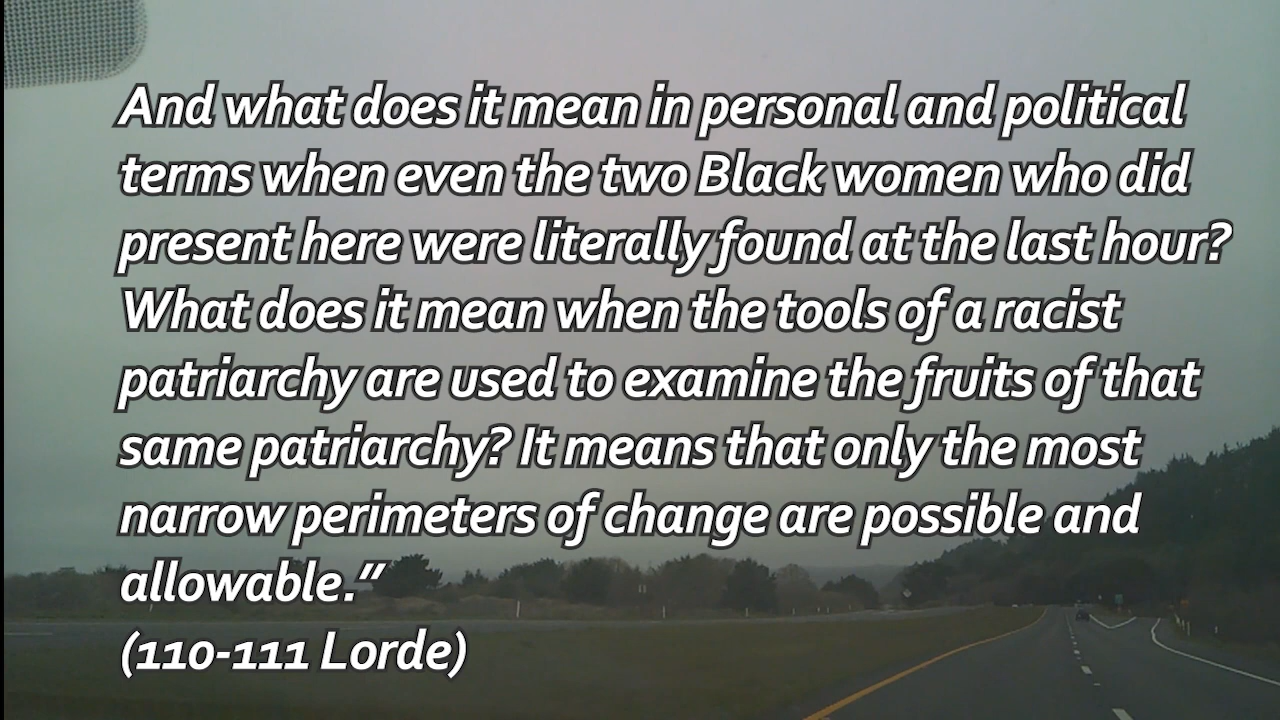 And what does it mean in personal and political
terms when even the two Black women who did
present here were literally found at the last hour?
What does it mean when the tools of a racist
patriarchy are used to examine the fruits of that
same patriarchy? It means that only the most
narrow perimeters of change are possible and
allowable.”
(110-111 Lorde)